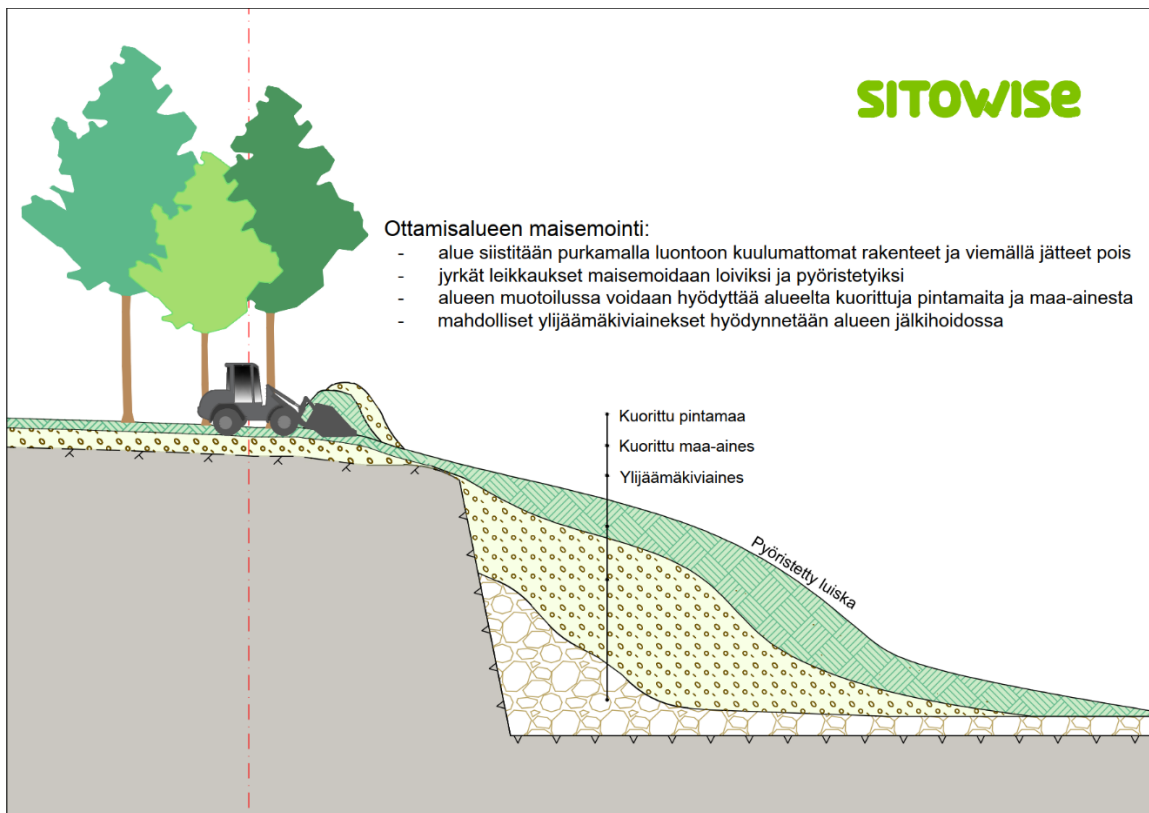 SITOWISE
Ottamisalueen maisemointi:
- alue siistitään purkamalla luontoon kuulumattomat rakenteet ja viemällä jätteet pois
- jyrkät leikkaukset maisemoidaan loiviksi ja pyöristetyiksi
- alueen muotoilussa voidaan hyödyttää alueelta kuorittuja pintamaita ja maa-ainesta
- mahdolliset ylijäämäkiviainekset hyödynnetään alueen jälkihoidossa
Kuorittu pintamaa
Kuorittu maa-aines
Ylijäämäkiviaines
Pyöristetty luiska